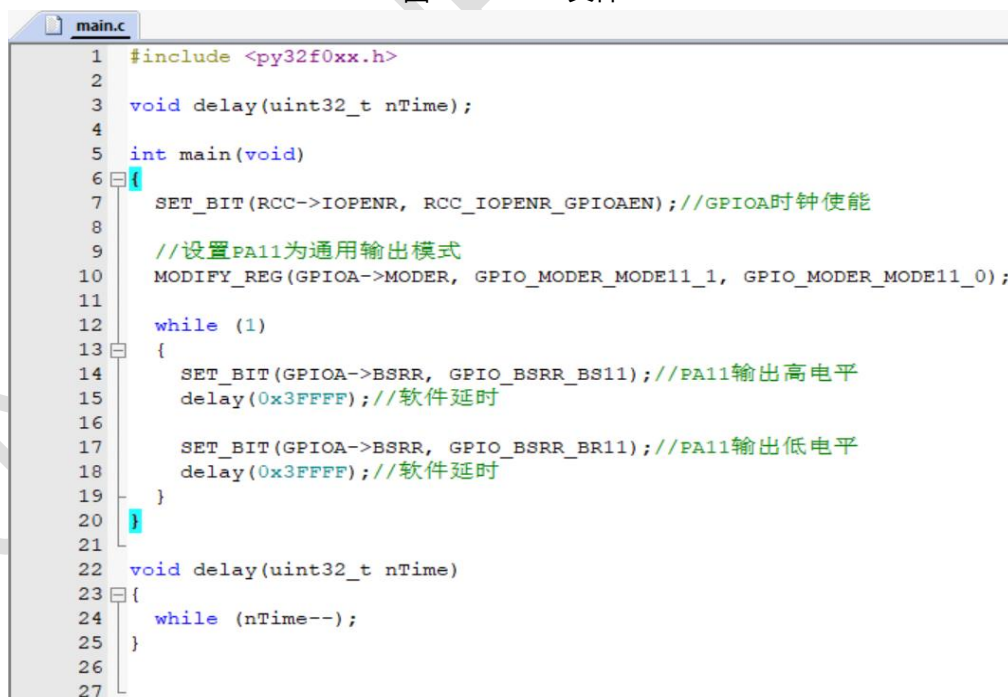 main.c
1 #include <py32f0xx.h>
2
3 void delay(uint32_t nTime);
4
5 int main(void)
6 {
7 SET_BIT(RCC->IOPENR, RCC_IOPENR_GPIOAEN);//GPIOA时钟使能
8
9 //设置PA11为通用输出模式
10 MODIFY_REG(GPIOA->MODER, GPIO_MODER_MODE11_1, GPIO_MODER_MODE11_0);
11
12 while (1)
13 {
14 SET_BIT(GPIOA->BSRR, GPIO_BSRR_BS11);//PA11输出高电平
15 delay(0x3FFFF);//软件延时
16
17 SET_BIT(GPIOA->BSRR, GPIO_BSRR_BR11);//PA11输出低电平
18 delay(0x3FFFF);//软件延时
19 }
20 }
21
22 void delay(uint32_t nTime)
23 {
24 while (nTime--);
25 }
26
27